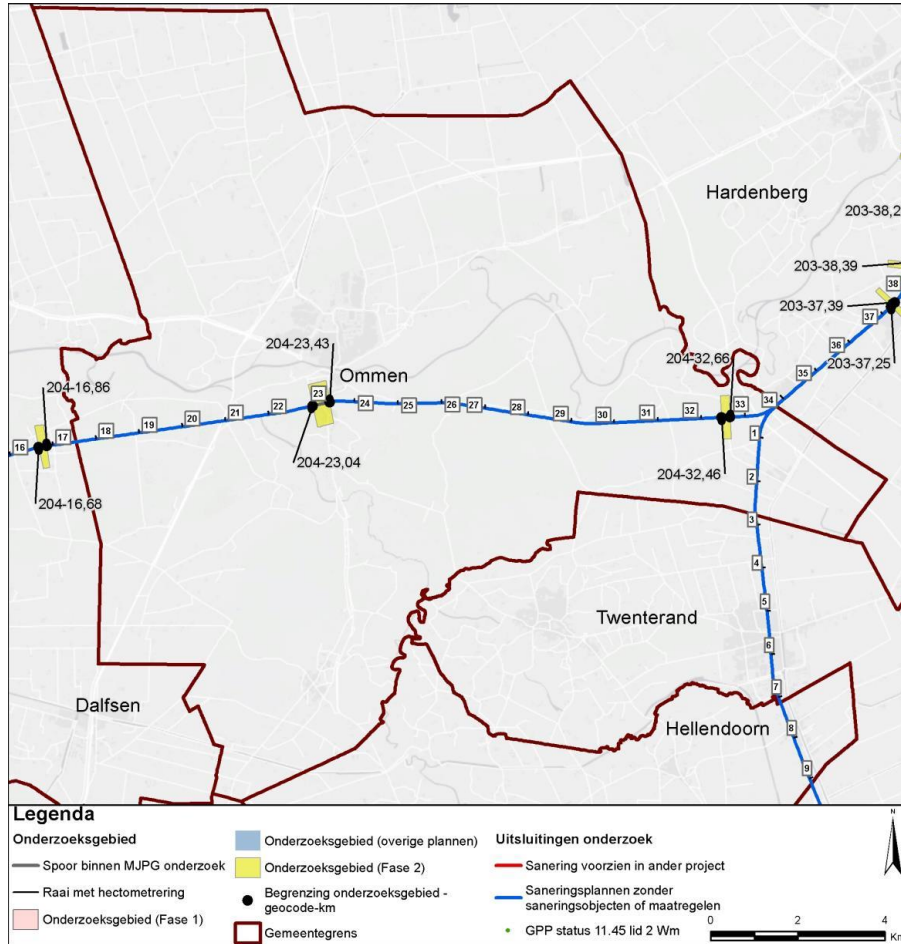 Hardenberg
203-38,2
203-38,39
38
203-37,39
37
204-23,43
36
203-37,25
204-32,66
Ommen
35
204-16,86
23
34
24
25
26
27
22
28
33
21
29
30
31
32
20
19
18
17
16
1
204-23,04
204-32,46
2
204-16,68
3
4
5
Twenterand
6
7
Dalfsen
Hellendoorn
8
9
Legenda
Onderzoeksgebied
Spoor binnen MJPG onderzoek
Raai met hectometrering
Onderzoeksgebied (Fase 1)
Onderzoeksgebied (overige plannen)
Onderzoeksgebied (Fase 2)
Begrenzing onderzoeksgebied -
geocode-km
Gemeentegrens
Uitsluitingen onderzoek
Sanering voorzien in ander project
Saneringsplannen zonder
saneringsobjecten of maatregelen
GPP status 11.45 lid 2 Wm
N
0 2 4